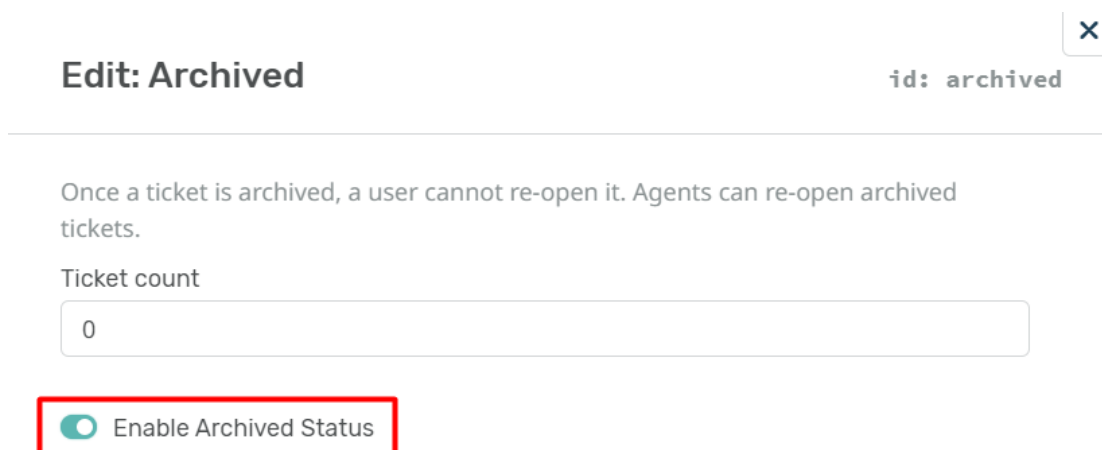 Edit: Archived
id: archived
Once a ticket is archived, a user cannot re-open it. Agents can re-open archived
tickets.
Ticket count
0
Enable Archived Status